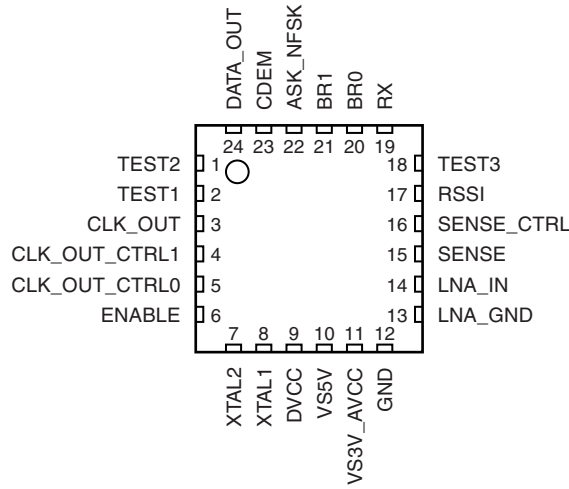 DATA_OUT
CDEM
ASK_NFSK
BR1
BR0
RX
24 23 22 21 20 19
TEST2 1 18 TEST3
TEST1 2 17 RSSI
CLK_OUT 3 16 SENSE_CTRL
CLK_OUT_CTRL1 4 15 SENSE
CLK_OUT_CTRL0 5 14 LNA_IN
ENABLE 6 13 LNA_GND
7 8 9 10 11 12
XTAL2
XTAL1
DVCC
VS5V
VS3V_AVCC
GND